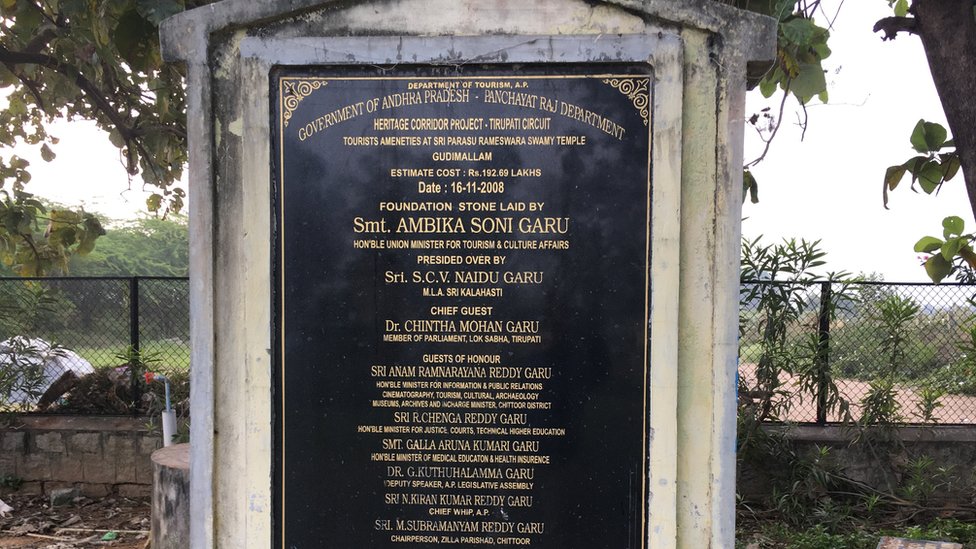 DEPARTMENT OF TOURISM, A.P.
GOVERNMENT OF ANDHRA PRADESH - PANCHAYAT RAJ DEPARTMENT
HERITAGE CORRIDOR PROJECT - TIRUPATI CIRCUIT
TOURISTS AMENETIES AT SRI PARASU RAMESWARA SWAMY TEMPLE
GUDIMALLAM
ESTIMATE COST : Rs.192.69 LAKHS
Date : 16-11-2008
FOUNDATION STONE LAID BY
Smt. AMBIKA SONI GARU
HON'BLE UNION MINISTER FOR TOURISM & CULTURE AFFAIRS
PRESIDED OVER BY
Sri. S.C.V. NAIDU GARU
M.L.A. SRI KALAHASTI
CHIEF GUEST
Dr. CHINTHA MOHAN GARU
MEMBER OF PARLIAMENT, LOK SABHA, TIRUPATI
GUESTS OF HONOUR
SRI ANAM RAMNARAYANA REDDY GARU
HON'BLE MINISTER FOR INFORMATION & PUBLIC RELATIONS
CINEMATOGRAPHY, TOURISM, CULTURAL, ARCHAEOLOGY
MUSEUMS, ARCHIVES AND INCHARGE MINISTER, CHITTOOR DISTRICT
SRI R.CHENGA REDDY GARU
HON'BLE MINISTER FOR JUSTICE; COURTS, TECHNICAL HIGHER EDUCATION
SMT. GALLA ARUNA KUMARI GARU
HON'BLE MINISTER OF MEDICAL EDUCATON & HEALTH INSURENCE
DR. G.KUTHUHALAMMA GARU
DEPUTY SPEAKER, A.P. LEGISLATIVE ASSEMBLY
SRI N.KIRAN KUMAR REDDY GARU
CHIEF WHIP, A.P.
SRI. M.SUBRAMANYAM REDDY GARU
CHAIRPERSON, ZILLA PARISHAD, CHITTOOR